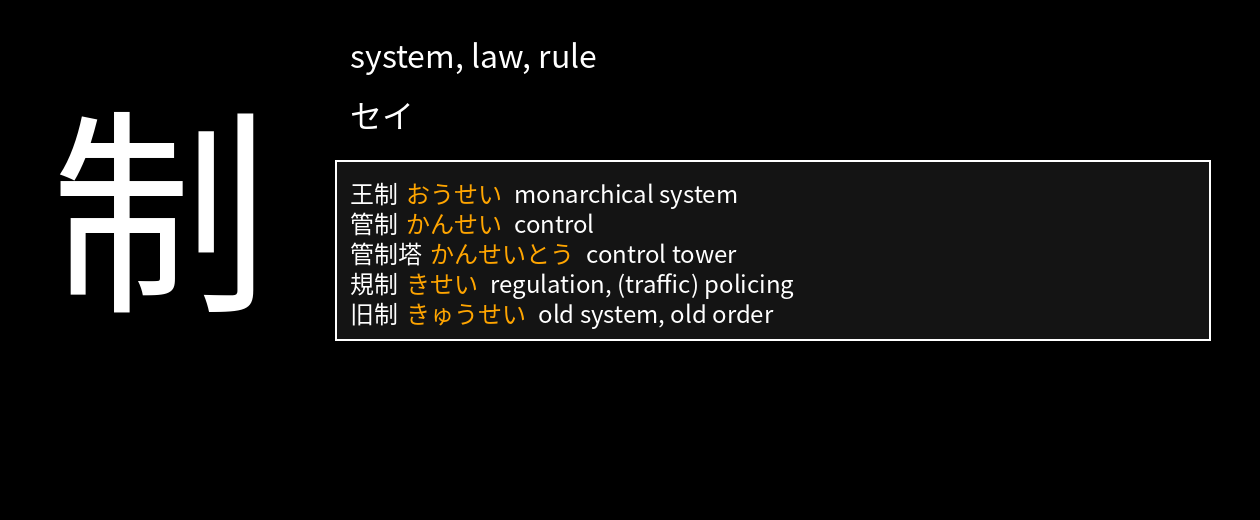 制
system, law, rule
セイ
王制 おうせい monarchical system
管制 かんせい control
管制塔 かんせいとう control tower
規制 きせい regulation, (traffic) policing
旧制 きゅうせい old system, old order